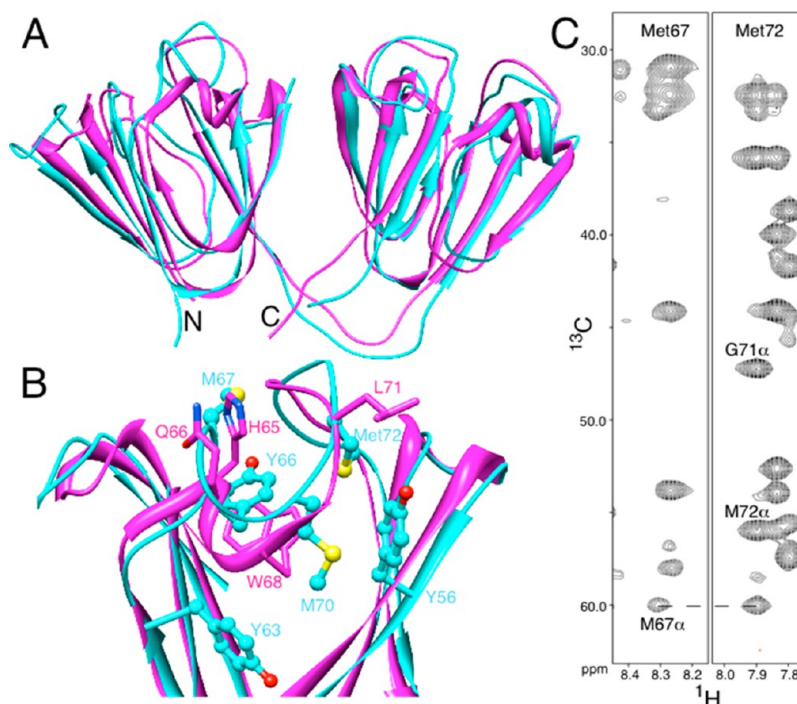 A
N
C
B
M67
L71
Q66
H65
Met72
Y66
W68
M70
Y56
Y63
C
Met67
Met72
30.0
40.0
13C
G71α
50.0
M72α
60.0
M67α
ppm
8.4
8.3
8.2
8.0
7.9
7.8
1H